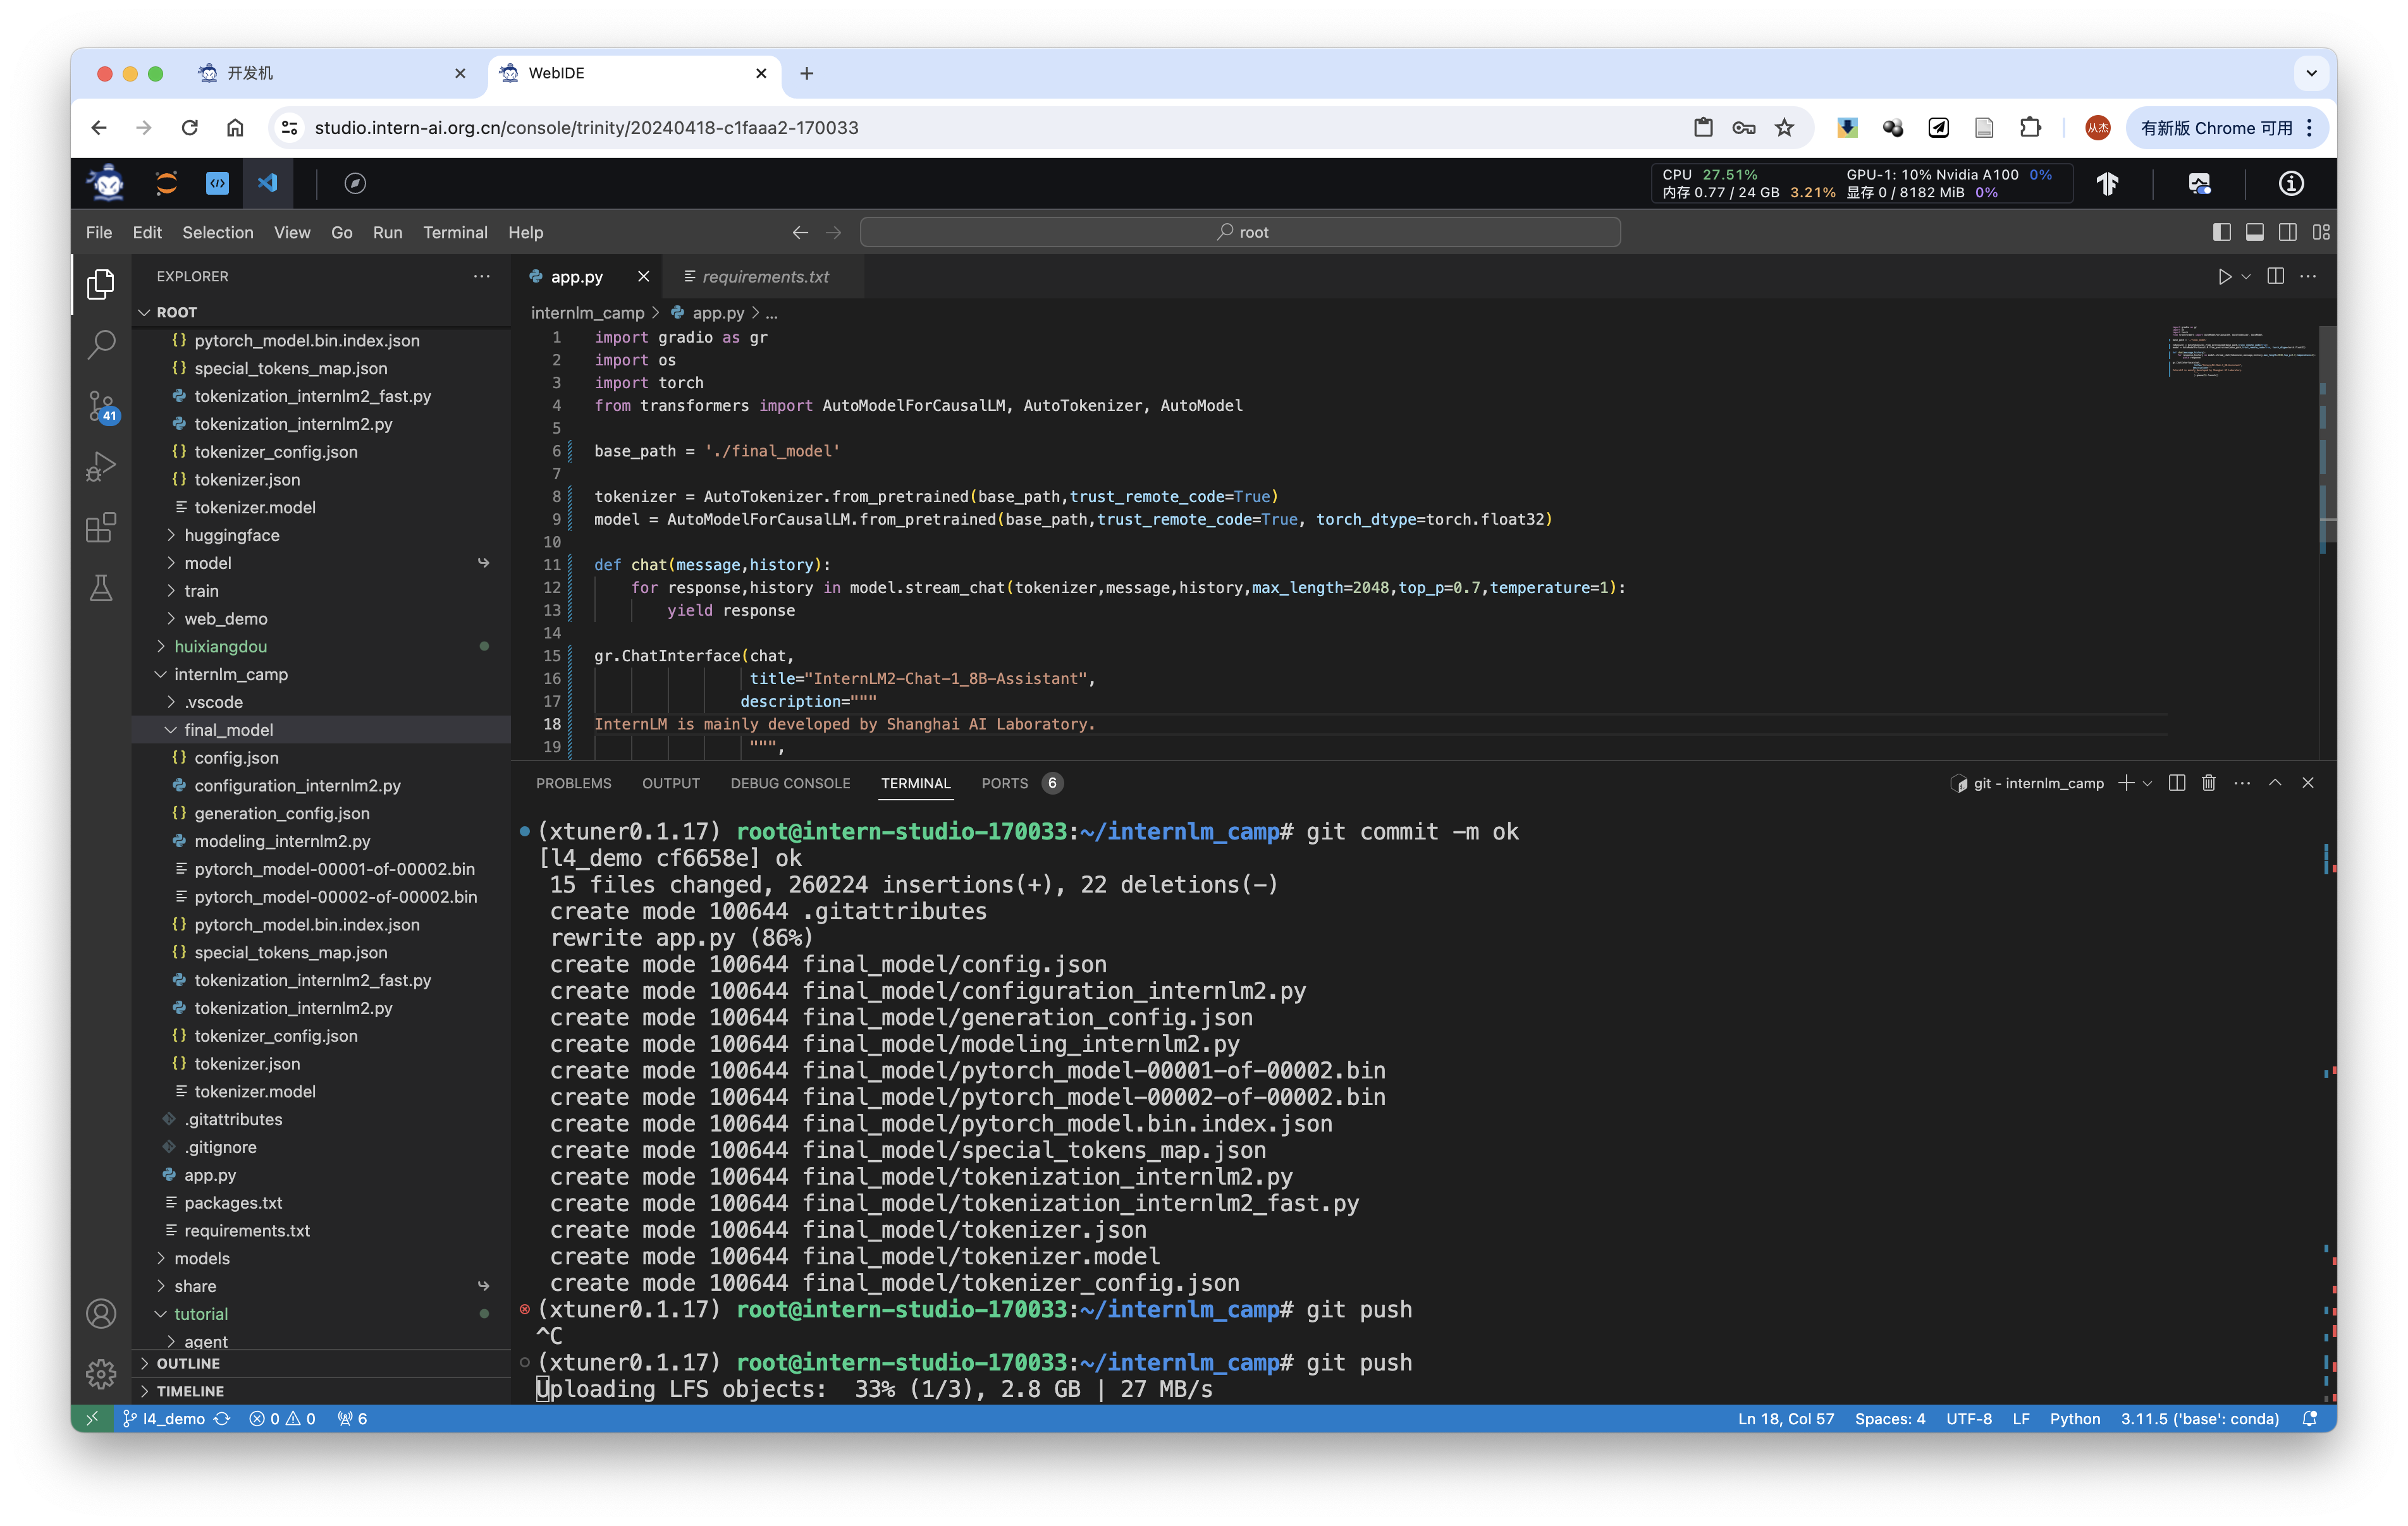 开发机
WebIDE
studio.intern-ai.org.cn/console/trinity/20240418-c1faaa2-170033
从杰
有新版 Chrome 可用
CPU 27.51% GPU-1: 10% Nvidia A100 0%
内存 0.77 / 24 GB 3.21% 显存 0 / 8182 MiB 0%
File Edit Selection View Go Run Terminal Help
root
EXPLORER
ROOT
pytorch_model.bin.index.json
special_tokens_map.json
tokenization_internlm2_fast.py
tokenization_internlm2.py
tokenizer_config.json
tokenizer.json
tokenizer.model
huggingface
model
train
web_demo
huixiangdou
internlm_camp
.vscode
final_model
config.json
configuration_internlm2.py
generation_config.json
modeling_internlm2.py
pytorch_model-00001-of-00002.bin
pytorch_model-00002-of-00002.bin
pytorch_model.bin.index.json
special_tokens_map.json
tokenization_internlm2_fast.py
tokenization_internlm2.py
tokenizer_config.json
tokenizer.json
tokenizer.model
.gitattributes
.gitignore
app.py
packages.txt
requirements.txt
models
share
tutorial
agent
OUTLINE
TIMELINE
41
app.py
requirements.txt
internlm_camp > app.py > ...
1 import gradio as gr
2 import os
3 import torch
4 from transformers import AutoModelForCausalLM, AutoTokenizer, AutoModel
5
6 base_path = './final_model'
7
8 tokenizer = AutoTokenizer.from_pretrained(base_path,trust_remote_code=True)
9 model = AutoModelForCausalLM.from_pretrained(base_path,trust_remote_code=True, torch_dtype=torch.float32)
10
11 def chat(message,history):
12 for response,history in model.stream_chat(tokenizer,message,history,max_length=2048,top_p=0.7,temperature=1):
13 yield response
14
15 gr.ChatInterface(chat,
16 title="InternLM2-Chat-1_8B-Assistant",
17 description="""
18 InternLM is mainly developed by Shanghai AI Laboratory.
19 """,
PROBLEMS OUTPUT DEBUG CONSOLE TERMINAL PORTS 6
git - internlm_camp
(xtuner0.1.17) root@intern-studio-170033:~/internlm_camp# git commit -m ok
[l4_demo cf6658e] ok
15 files changed, 260224 insertions(+), 22 deletions(-)
create mode 100644 .gitattributes
rewrite app.py (86%)
create mode 100644 final_model/config.json
create mode 100644 final_model/configuration_internlm2.py
create mode 100644 final_model/generation_config.json
create mode 100644 final_model/modeling_internlm2.py
create mode 100644 final_model/pytorch_model-00001-of-00002.bin
create mode 100644 final_model/pytorch_model-00002-of-00002.bin
create mode 100644 final_model/pytorch_model.bin.index.json
create mode 100644 final_model/special_tokens_map.json
create mode 100644 final_model/tokenization_internlm2.py
create mode 100644 final_model/tokenization_internlm2_fast.py
create mode 100644 final_model/tokenizer.json
create mode 100644 final_model/tokenizer.model
create mode 100644 final_model/tokenizer_config.json
(xtuner0.1.17) root@intern-studio-170033:~/internlm_camp# git push
^C
(xtuner0.1.17) root@intern-studio-170033:~/internlm_camp# git push
Uploading LFS objects: 33% (1/3), 2.8 GB | 27 MB/s
l4_demo 0 0 6
Ln 18, Col 57 Spaces: 4 UTF-8 LF Python 3.11.5 ('base': conda)